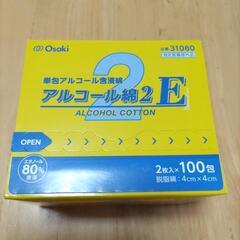 Osaki
品番 31080
単包アルコール含浸綿
2
アルコール綿2 E
ALCOHOL COTTON
OPEN
エタノール
80%
2枚入×100包
脱脂綿:4cm×4cm